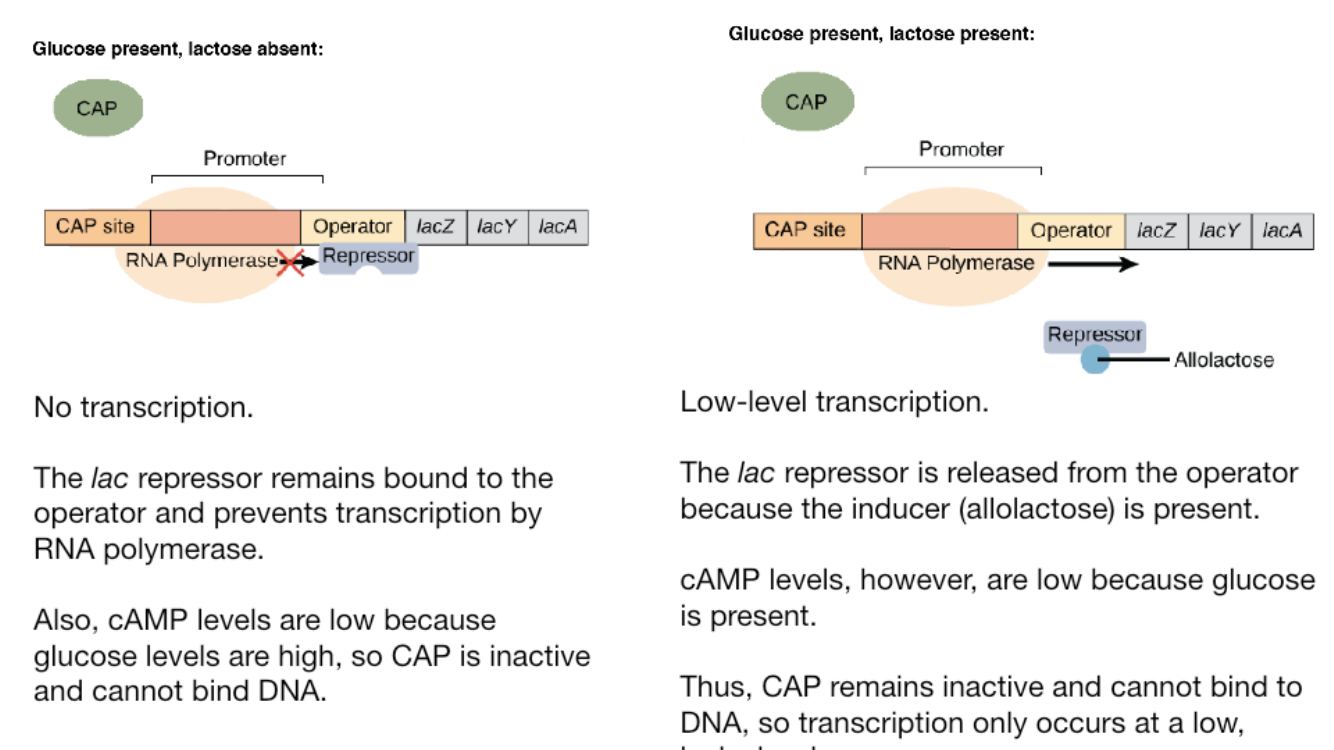 Glucose present, lactose absent:
CAP
Promoter
CAP site
Operator
lacZ
lacY
lacA
RNA Polymerase
Repressor
No transcription.
The lac repressor remains bound to the
operator and prevents transcription by
RNA polymerase.
Also, cAMP levels are low because
glucose levels are high, so CAP is inactive
and cannot bind DNA.
Glucose present, lactose present:
CAP
Promoter
CAP site
Operator
lacZ
lacY
lacA
RNA Polymerase
Repressor
Allolactose
Low-level transcription.
The lac repressor is released from the operator
because the inducer (allolactose) is present.
cAMP levels, however, are low because glucose
is present.
Thus, CAP remains inactive and cannot bind to
DNA, so transcription only occurs at a low,